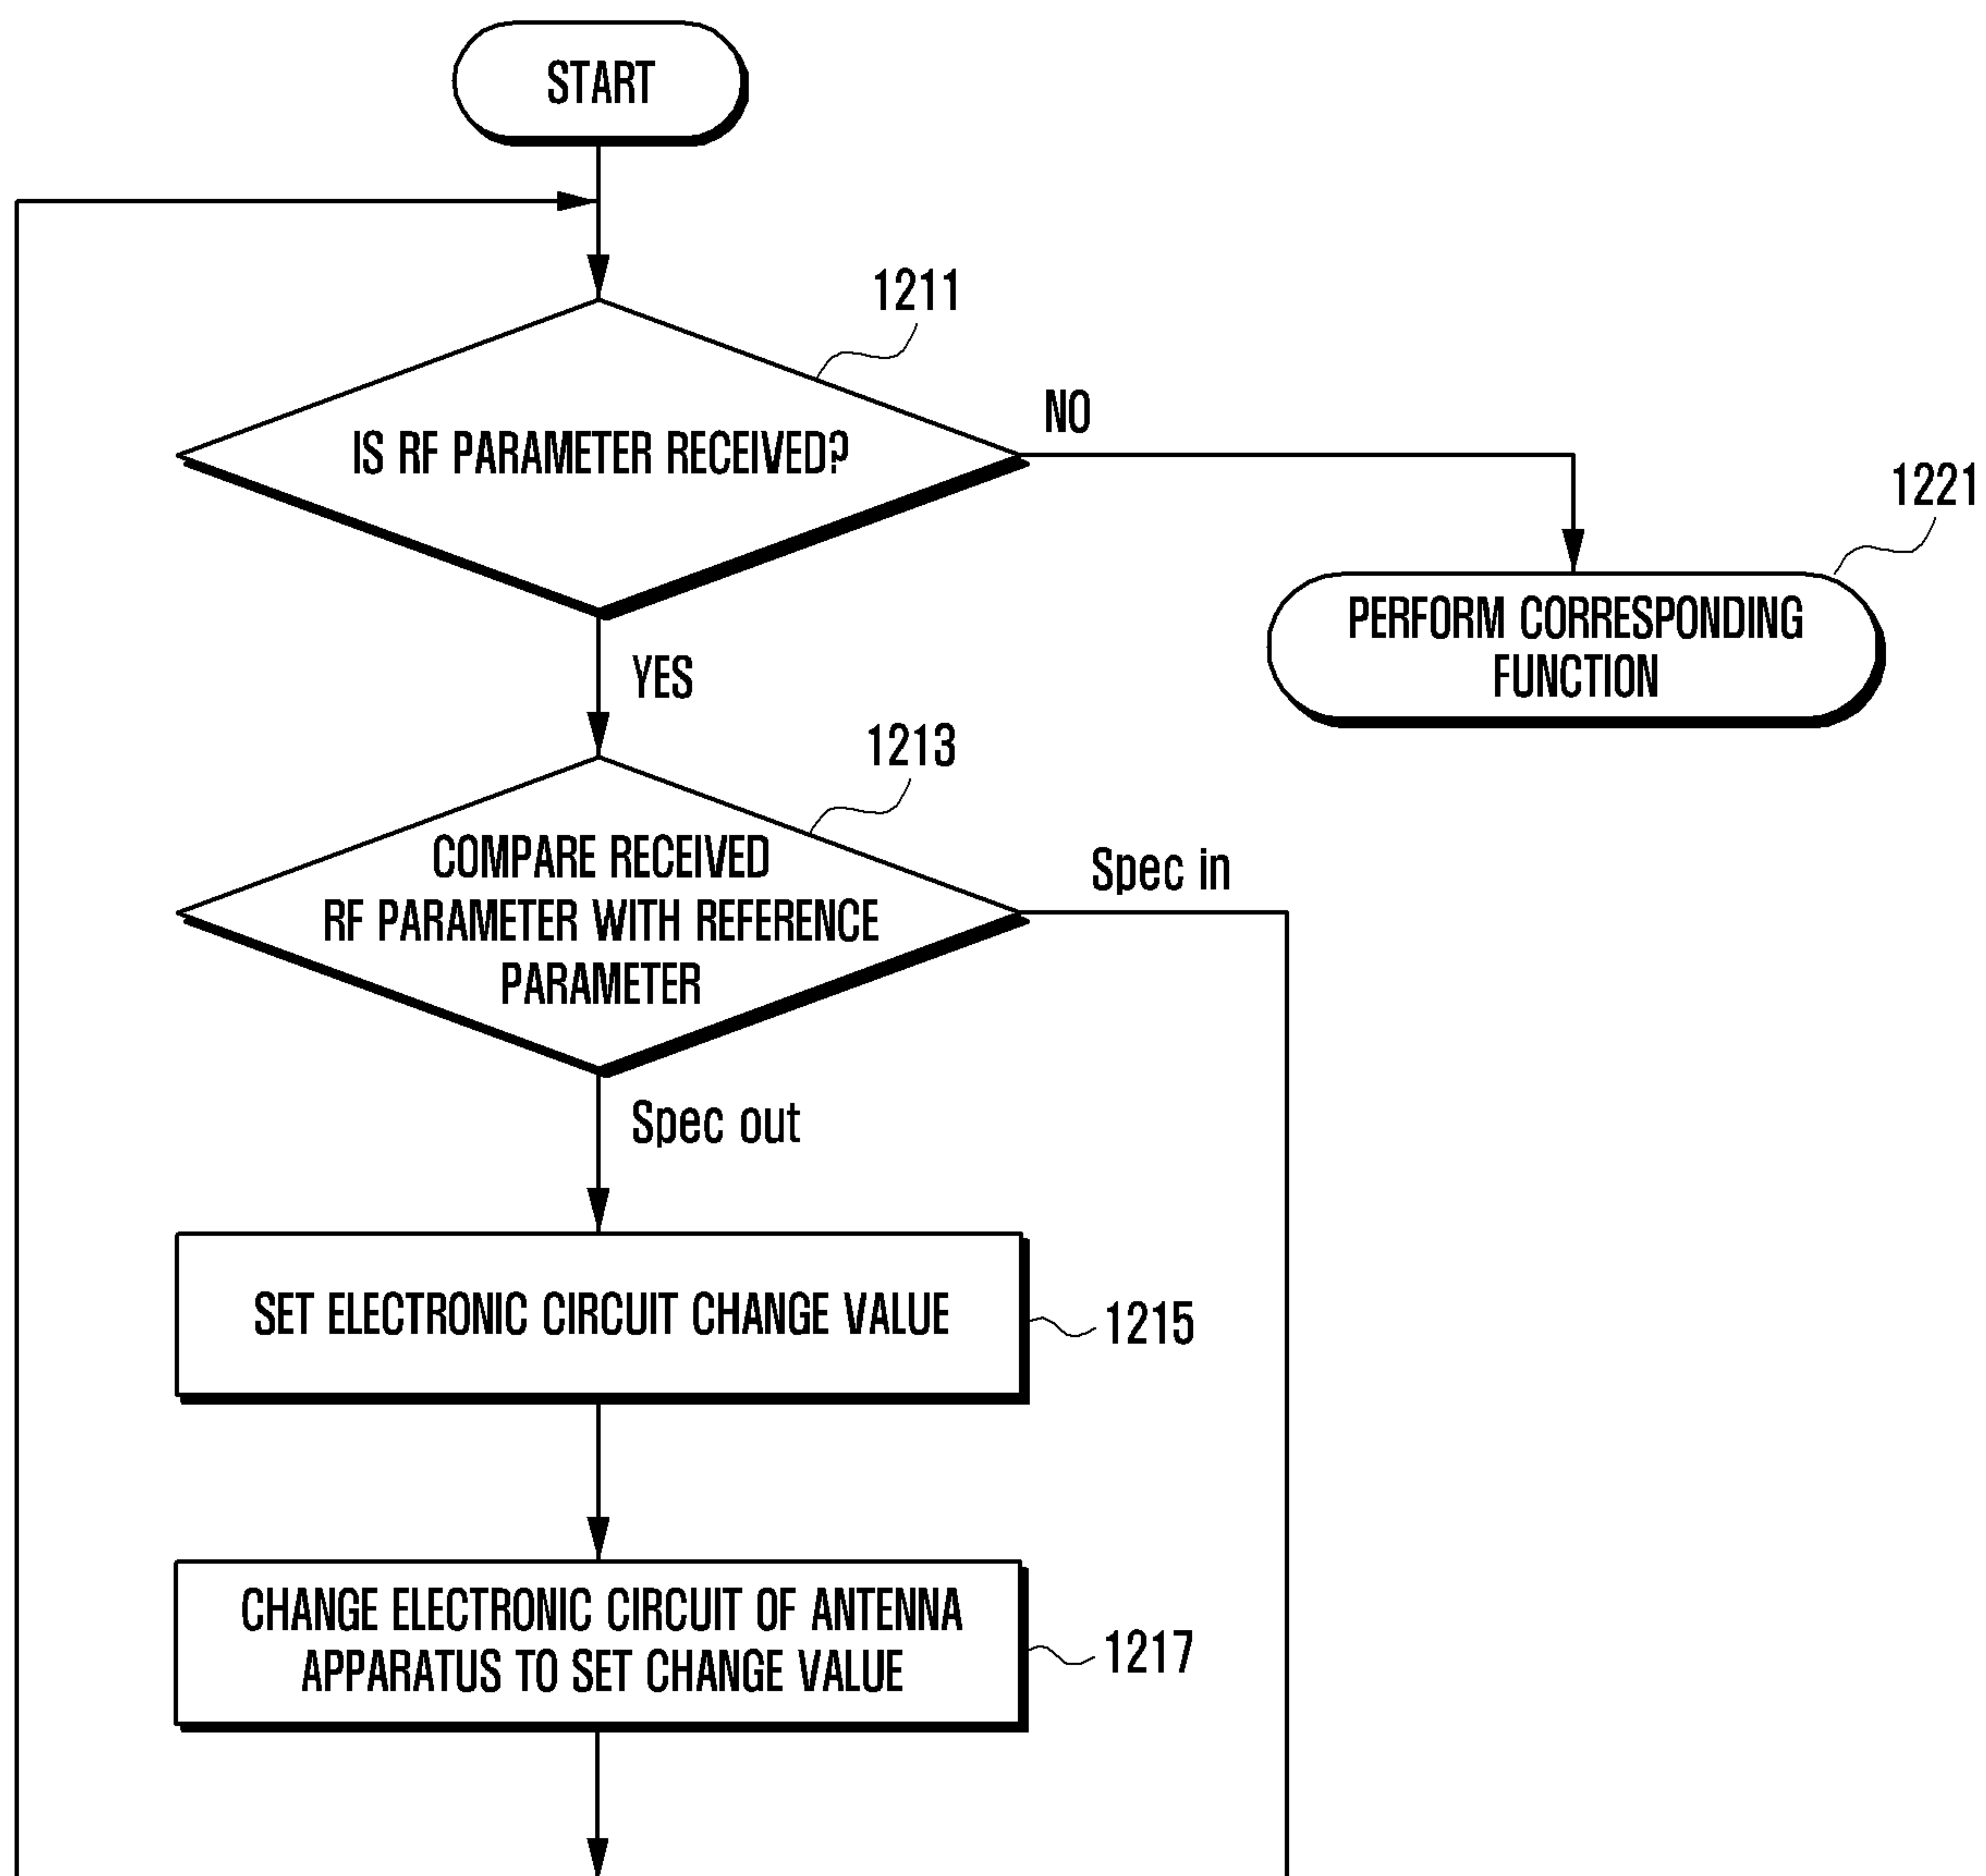 START
1211
IS RF PARAMETER RECEIVED?
NO
1221
PERFORM CORRESPONDING
FUNCTION
YES
1213
COMPARE RECEIVED
RF PARAMETER WITH REFERENCE
PARAMETER
Spec in
Spec out
SET ELECTRONIC CIRCUIT CHANGE VALUE
1215
CHANGE ELECTRONIC CIRCUIT OF ANTENNA
APPARATUS TO SET CHANGE VALUE
1217